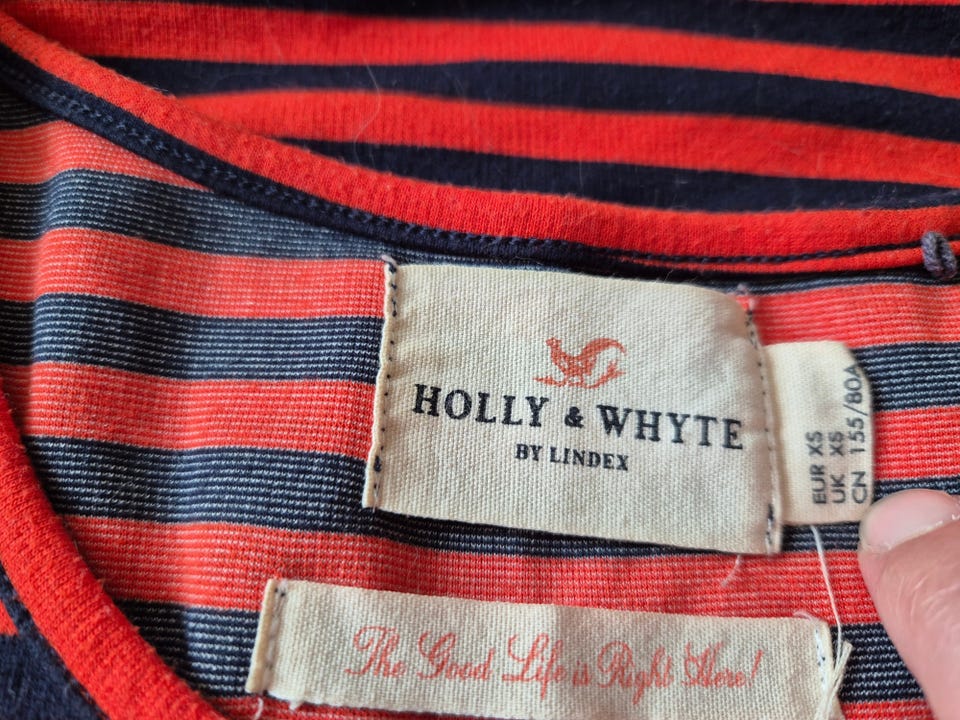 HOLLY & WHYTE
BY LINDEX
EUR XS
UK XS
CN 155/80A
The Good Life is Right Here!